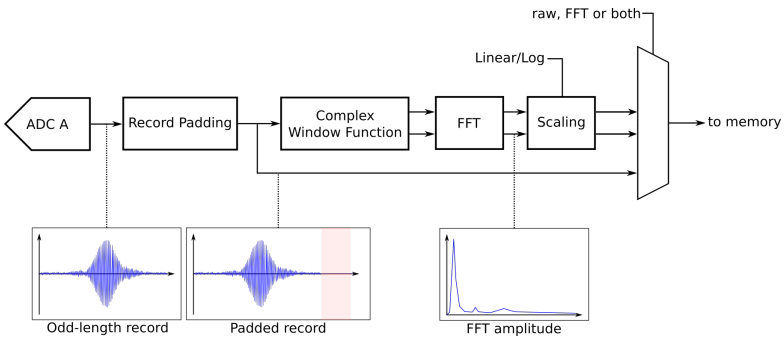 raw, FFT or both
Linear/Log
ADC A
Record Padding
Complex
Window Function
FFT
Scaling
to memory
Odd-length record
Padded record
FFT amplitude